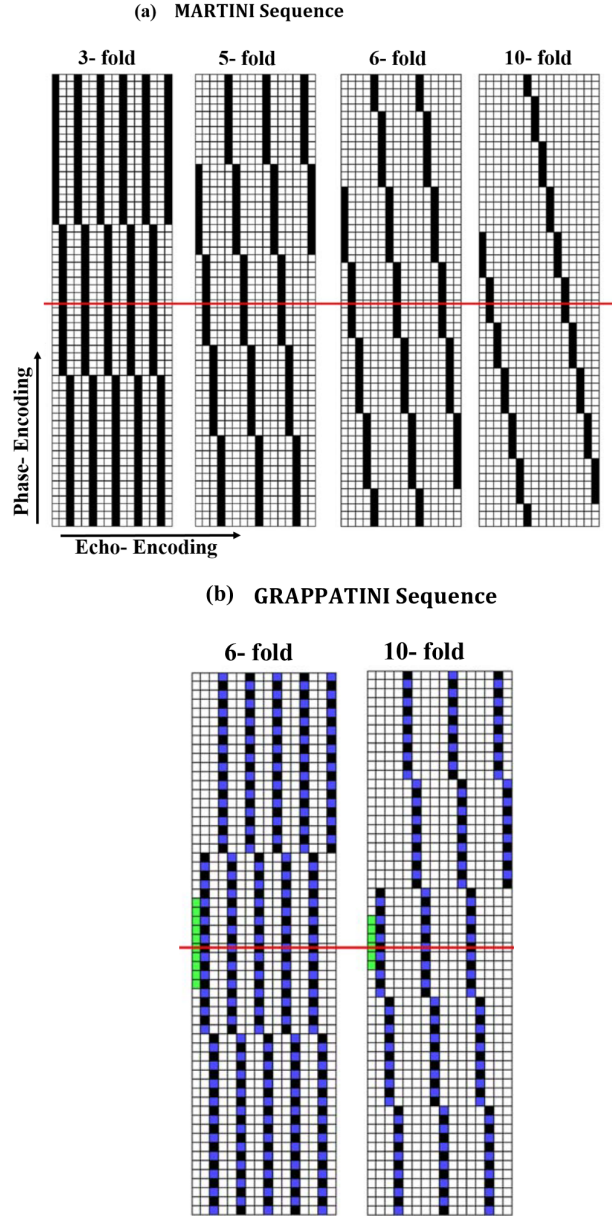 (a) MARTINI Sequence
3- fold 5- fold 6- fold 10- fold
Phase- Encoding
Echo- Encoding
(b) GRAPPATINI Sequence
6- fold 10- fold